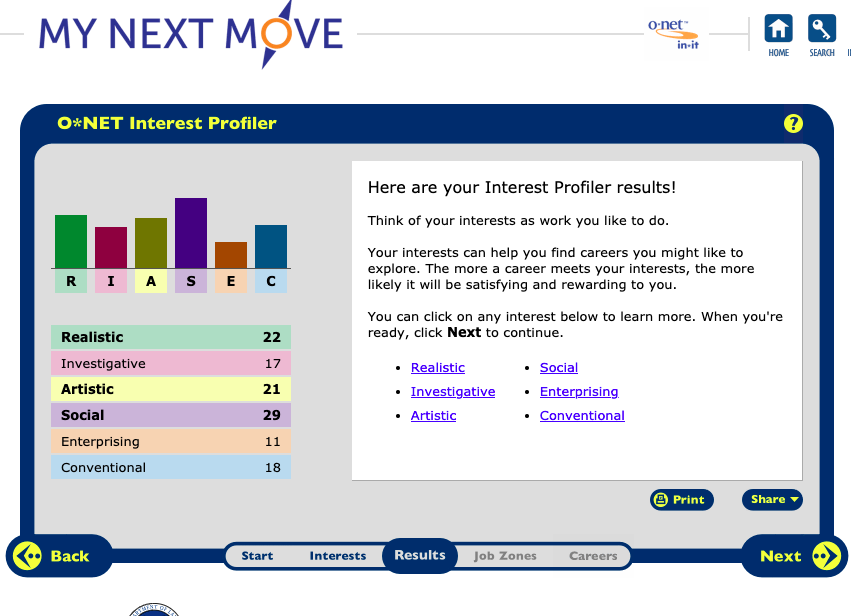 MY NEXT MOVE
o·net™
in·it
HOME
SEARCH
O*NET Interest Profiler
?
R I A S E C
Realistic 22
Investigative 17
Artistic 21
Social 29
Enterprising 11
Conventional 18
Here are your Interest Profiler results!
Think of your interests as work you like to do.
Your interests can help you find careers you might like to
explore. The more a career meets your interests, the more
likely it will be satisfying and rewarding to you.
You can click on any interest below to learn more. When you're
ready, click Next to continue.
• Realistic
• Investigative
• Artistic
• Social
• Enterprising
• Conventional
Print
Share
Back
Start
Interests
Results
Job Zones
Careers
Next